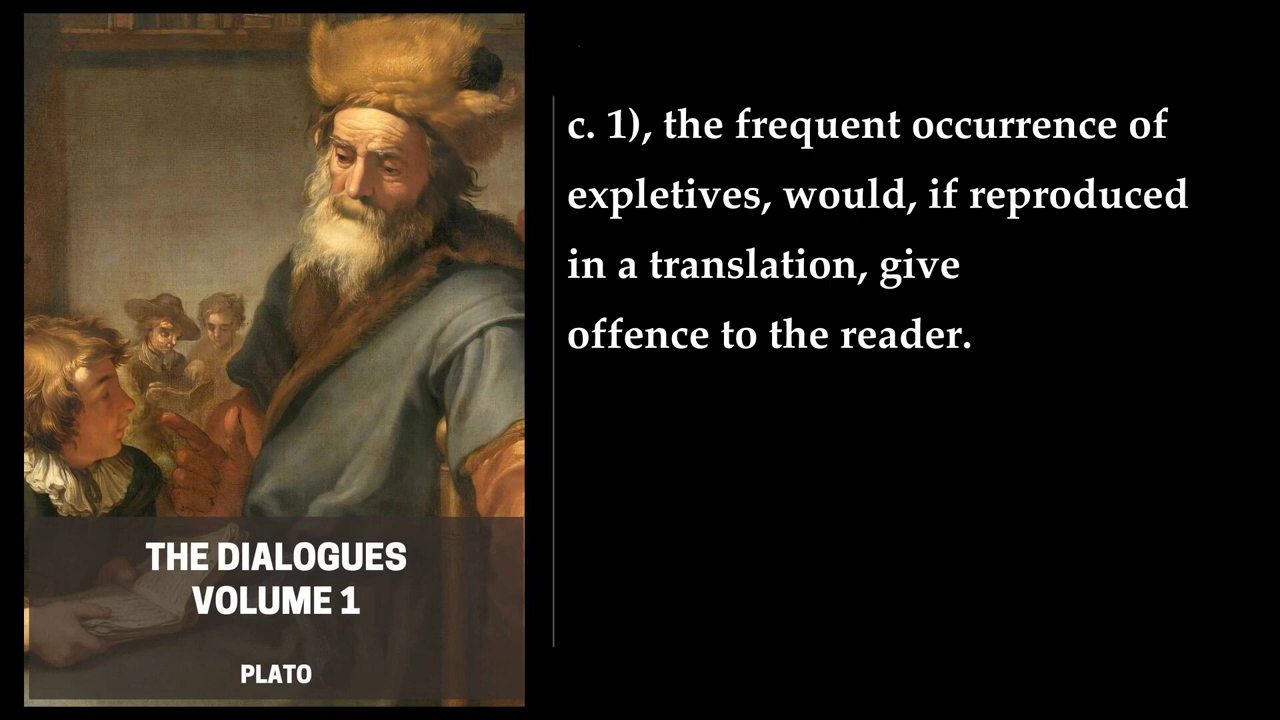 c. 1), the frequent occurrence of
expletives, would, if reproduced
in a translation, give
offence to the reader.
THE DIALOGUES
VOLUME 1
PLATO